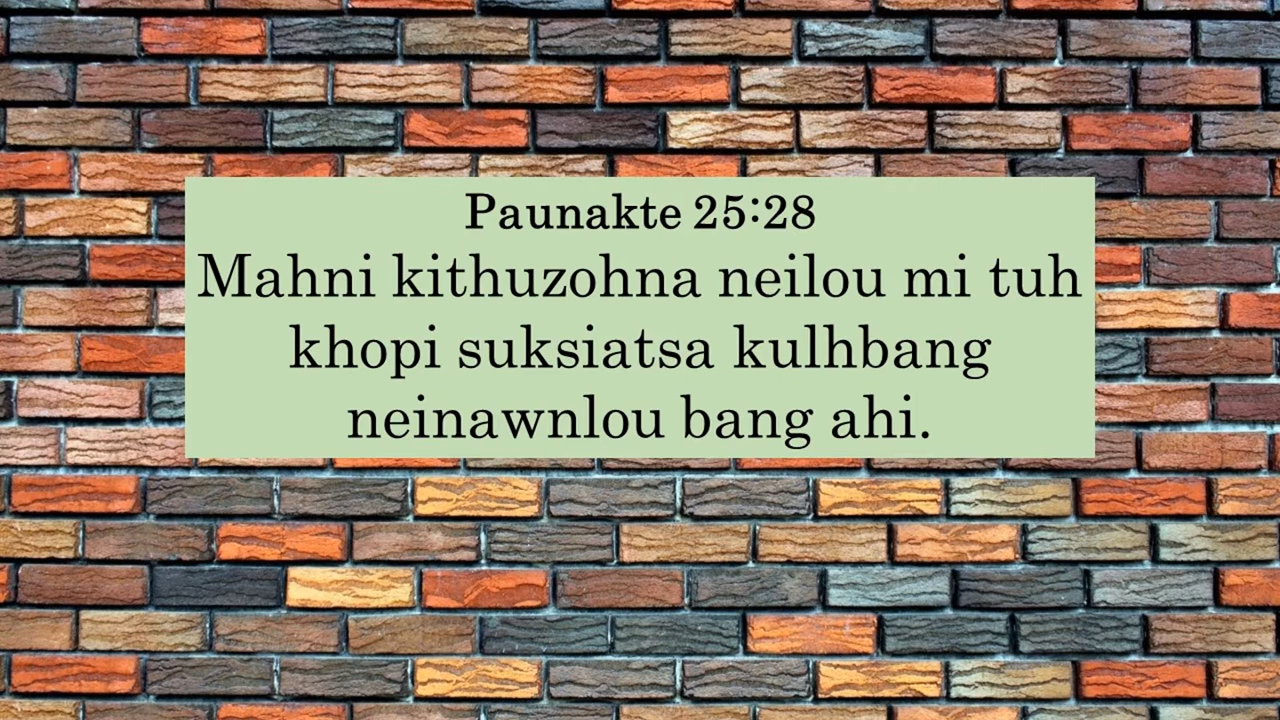 Paunakte 25:28
Mahni kithuzohna neilou mi tuh
khopi suksiatsa kulhbang
neinawnlou bang ahi.